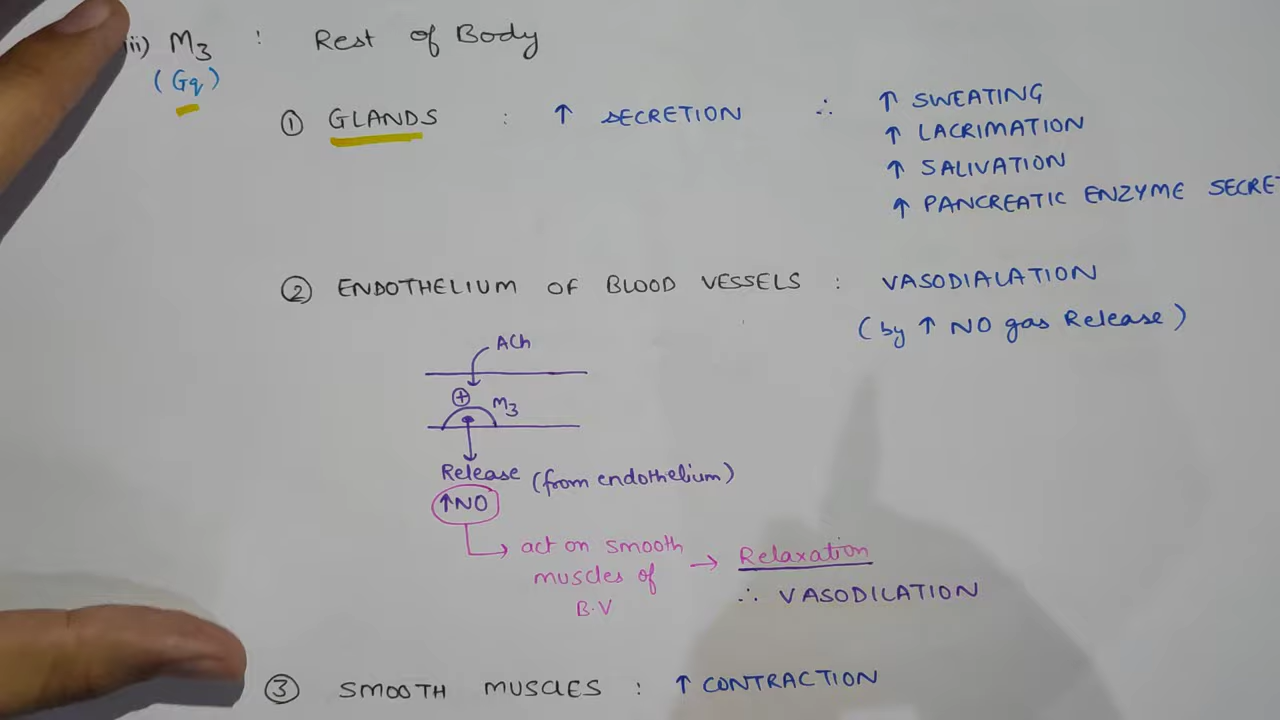 iii) M3 : Rest of Body
(Gq)
① GLANDS : ↑ SECRETION ∴ ↑ SWEATING
↑ LACRIMATION
↑ SALIVATION
↑ PANCREATIC ENZYME SECRE
② ENDOTHELIUM OF BLOOD VESSELS : VASODIALATION
(by ↑ NO gas Release)
ACh
⊕ M3
Release (from endothelium)
↑NO
act on smooth → Relaxation
muscles of
B.V
∴ VASODILATION
③ SMOOTH MUSCLES : ↑ CONTRACTION